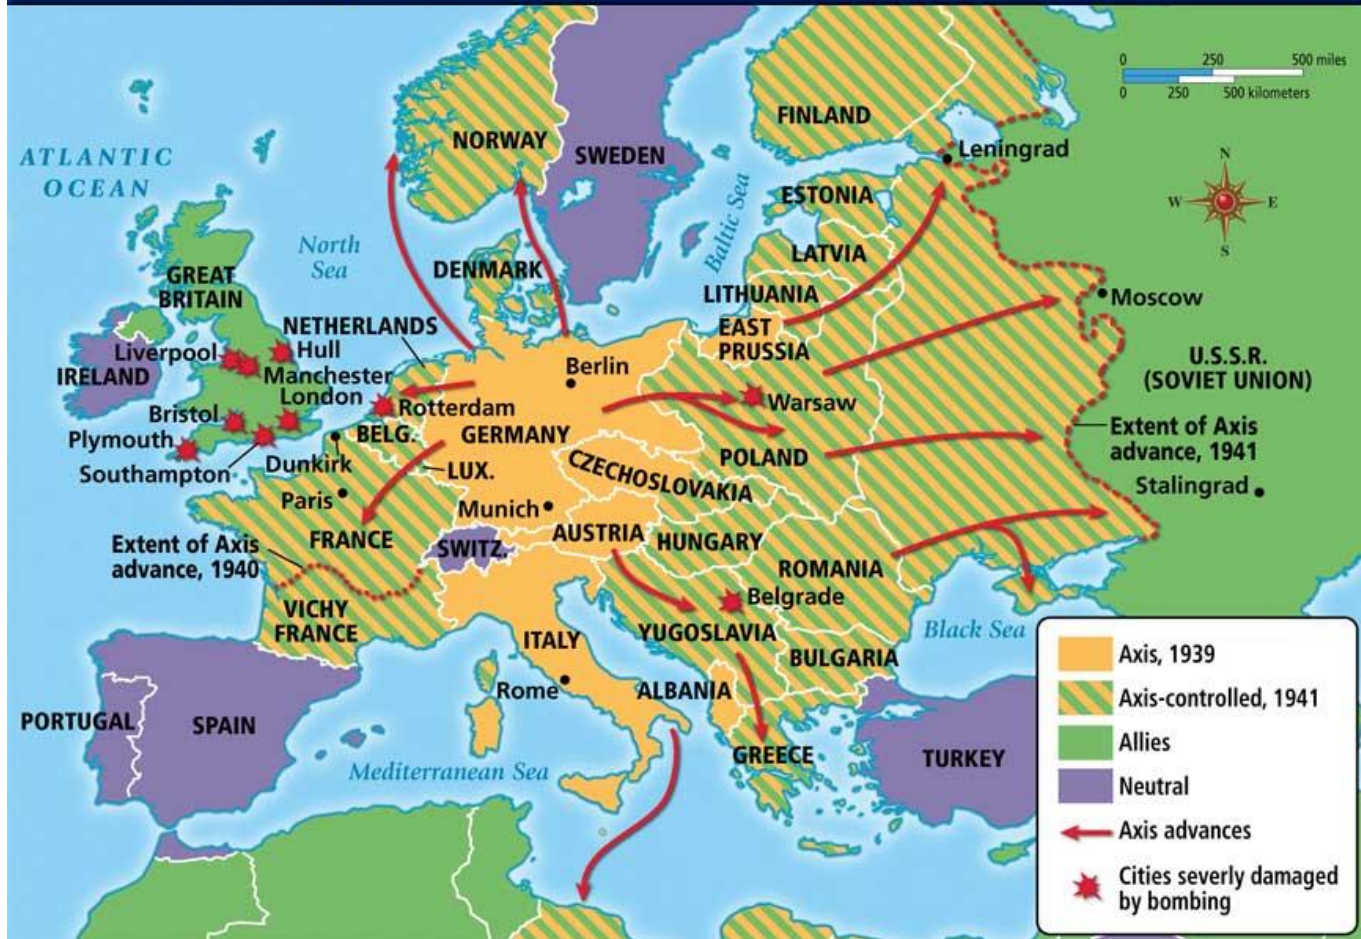 0 250 500 miles
0 250 500 kilometers
FINLAND
NORWAY
SWEDEN
Leningrad
N
W E
S
ATLANTIC
OCEAN
ESTONIA
Baltic Sea
North
Sea
LATVIA
GREAT
BRITAIN
DENMARK
LITHUANIA
Moscow
NETHERLANDS
EAST
PRUSSIA
Liverpool
Hull
IRELAND
Manchester
Berlin
U.S.S.R.
(SOVIET UNION)
London
Bristol
Rotterdam
Warsaw
Plymouth
BELG.
GERMANY
Extent of Axis
advance, 1941
Southampton
Dunkirk
LUX.
POLAND
CZECHOSLOVAKIA
Stalingrad
Paris
Munich
AUSTRIA
HUNGARY
Extent of Axis
advance, 1940
FRANCE
SWITZ.
ROMANIA
Belgrade
VICHY
FRANCE
ITALY
YUGOSLAVIA
Black Sea
BULGARIA
Rome
ALBANIA
PORTUGAL
SPAIN
GREECE
TURKEY
Mediterranean Sea
Axis, 1939
Axis-controlled, 1941
Allies
Neutral
Axis advances
Cities severly damaged
by bombing